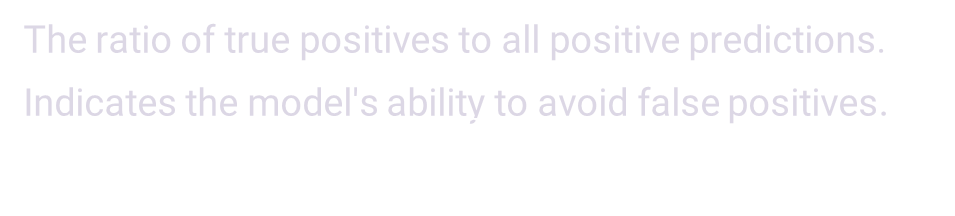 The ratio of true positives to all positive predictions.
Indicates the model's ability to avoid false positives.